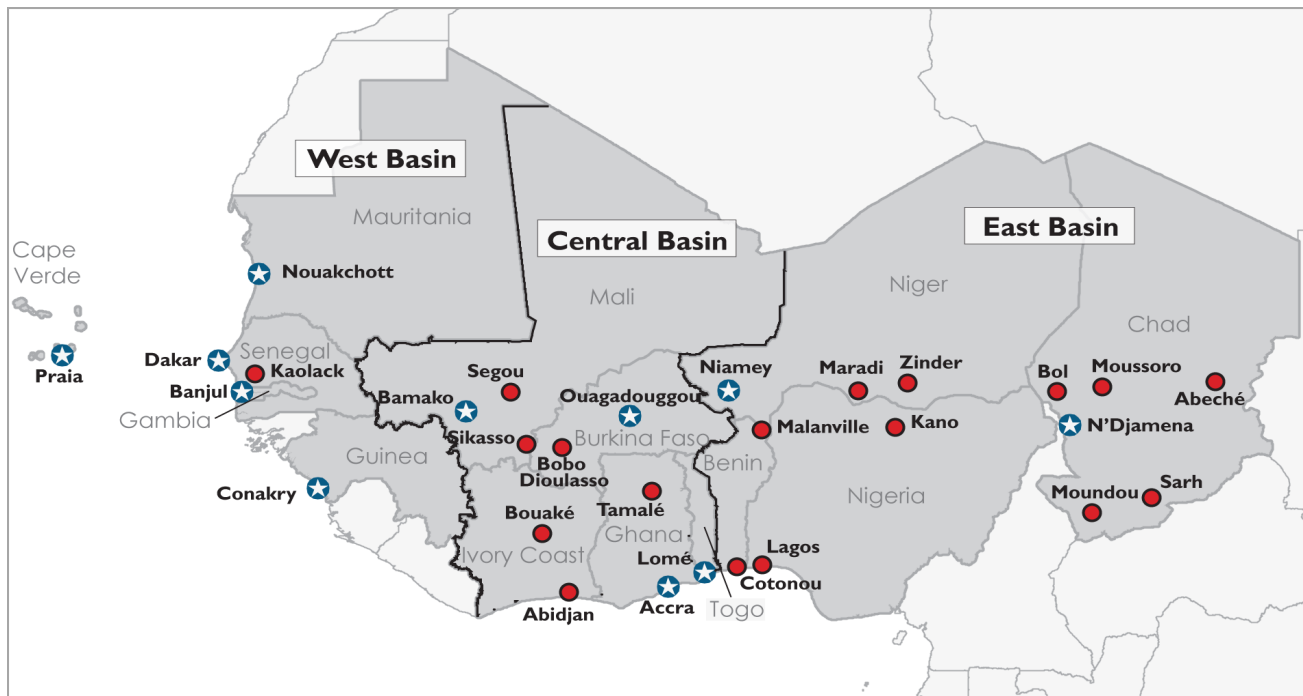 West Basin
Mauritania
East Basin
Central Basin
Cape
Verde
Nouakchott
Niger
Mali
Chad
Dakar
Senegal
Kaolack
Praia
Banjul
Gambia
Segou
Bamako
Niamey
Maradi
Zinder
Bol
Moussoro
Abeché
Ouagadouggou
Sikasso
Burkina Faso
Malanville
Kano
N'Djamena
Guinea
Bobo
Dioulasso
Benin
Conakry
Nigeria
Moundou
Sarh
Bouaké
Tamalé
Ghana
Ivory Coast
Lomé
Lagos
Cotonou
Abidjan
Accra
Togo